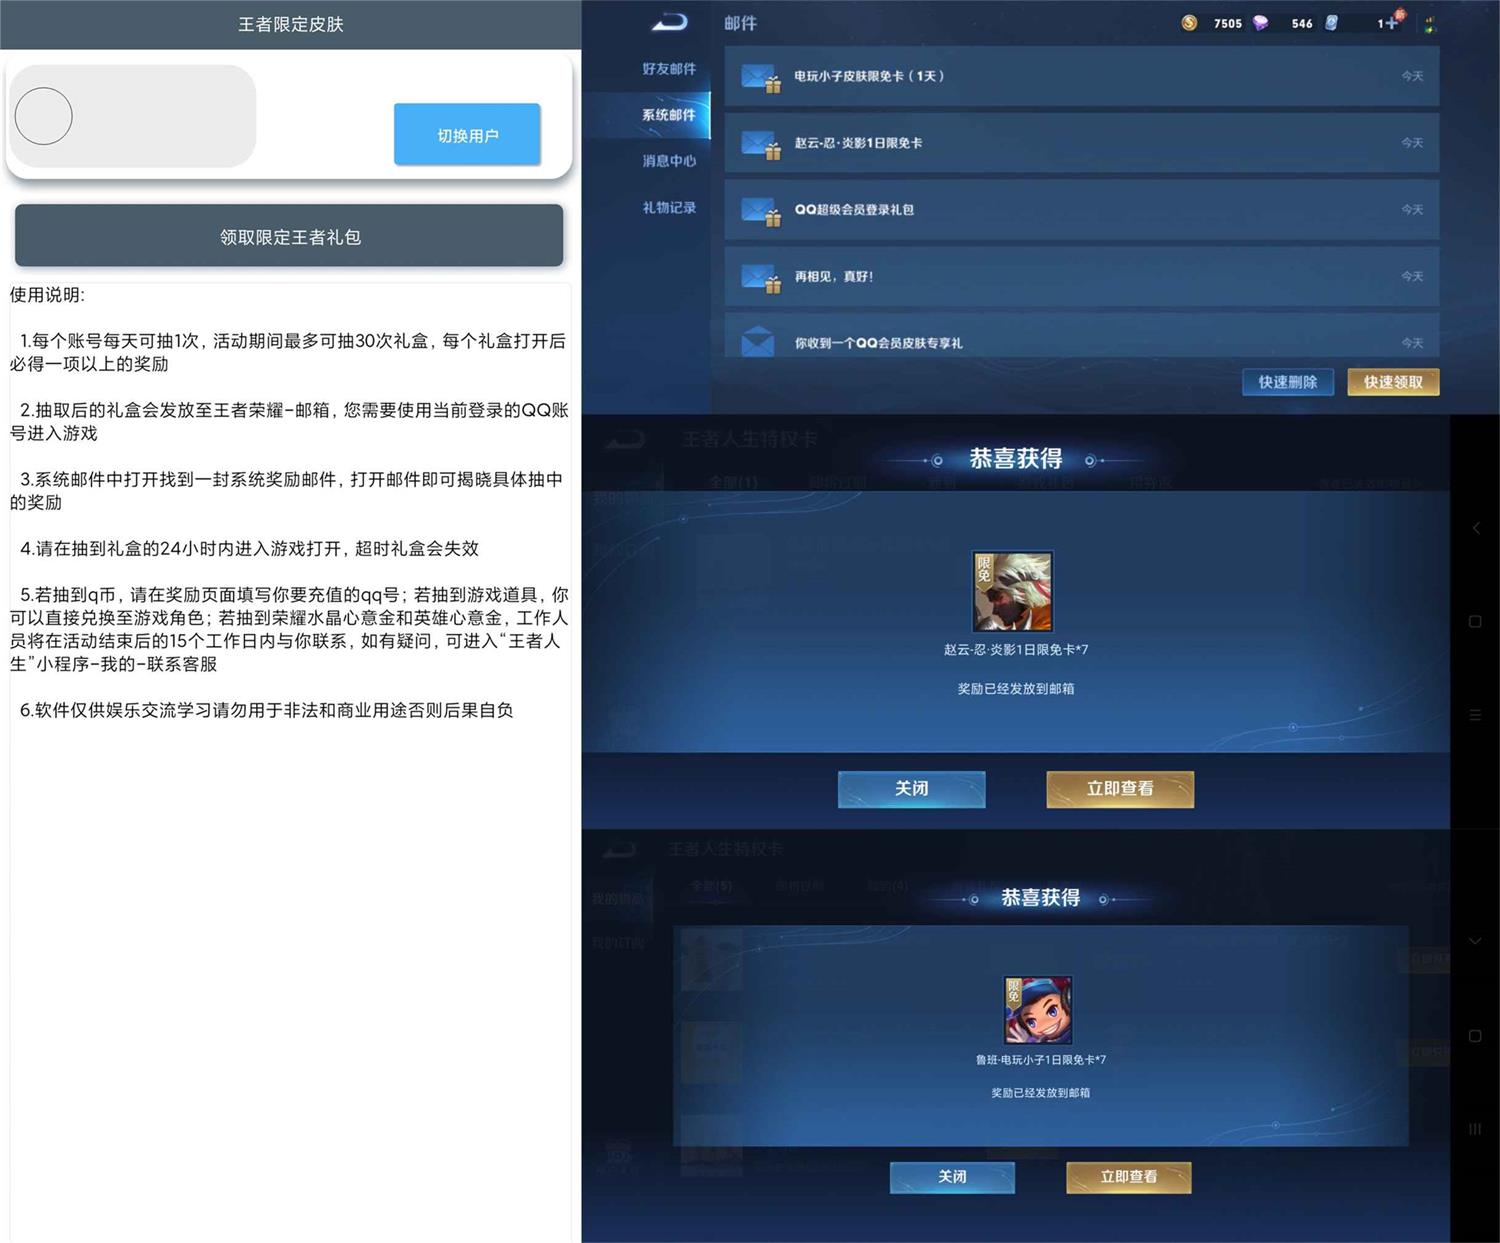 王者限定皮肤
切换用户
领取限定王者礼包
使用说明:
1.每个账号每天可抽1次, 活动期间最多可抽30次礼盒, 每个礼盒打开后
必得一项以上的奖励
2.抽取后的礼盒会发放至王者荣耀-邮箱, 您需要使用当前登录的QQ账
号进入游戏
3.系统邮件中打开找到一封系统奖励邮件, 打开邮件即可揭晓具体抽中
的奖励
4.请在抽到礼盒的24小时内进入游戏打开, 超时礼盒会失效
5.若抽到q币, 请在奖励页面填写你要充值的qq号; 若抽到游戏道具, 你
可以直接兑换至游戏角色; 若抽到荣耀水晶心意金和英雄心意金, 工作人
员将在活动结束后的15个工作日内与你联系, 如有疑问, 可进入“王者人
生”小程序-我的-联系客服
6.软件仅供娱乐交流学习请勿用于非法和商业用途否则后果自负
邮件
7505
546
1+
新
好友邮件
系统邮件
消息中心
礼物记录
电玩小子皮肤限免卡（1天）
今天
赵云-忍·炎影1日限免卡
今天
QQ超级会员登录礼包
今天
再相见，真好！
今天
你收到一个QQ会员皮肤专享礼
今天
快速删除
快速领取
王者人生特权卡
恭喜获得
全部(1)
限免
赵云-忍·炎影1日限免卡*7
奖励已经发放到邮箱
关闭
立即查看
王者人生特权卡
全部(5)
恭喜获得
我的物品
我的订阅
限免
鲁班-电玩小子1日限免卡*7
奖励已经发放到邮箱
关闭
立即查看